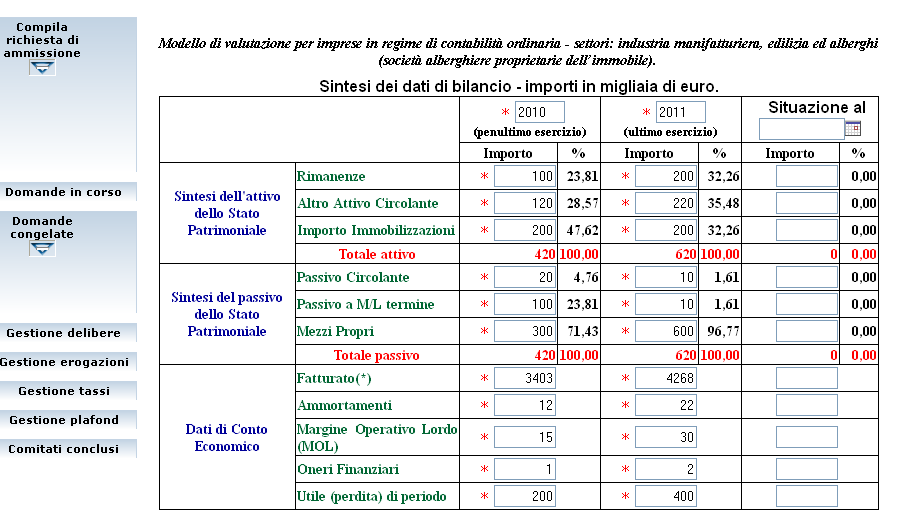 Compila
richiesta di
ammissione
Domande in corso
Domande
congelate
Gestione delibere
Gestione erogazioni
Gestione tassi
Gestione plafond
Comitati conclusi
Modello di valutazione per imprese in regime di contabilità ordinaria - settori: industria manifatturiera, edilizia ed alberghi
(società alberghiere proprietarie dell'immobile).
Sintesi dei dati di bilancio - importi in migliaia di euro.
* 2010 * 2011 Situazione al
(penultimo esercizio) (ultimo esercizio)
Importo % Importo % Importo %
Sintesi dell'attivo
dello Stato
Patrimoniale
Rimanenze * 100 23,81 * 200 32,26 0,00
Altro Attivo Circolante * 120 28,57 * 220 35,48 0,00
Importo Immobilizzazioni * 200 47,62 * 200 32,26 0,00
Totale attivo 420 100,00 620 100,00 0 0,00
Sintesi del passivo
dello Stato
Patrimoniale
Passivo Circolante * 20 4,76 * 10 1,61 0,00
Passivo a M/L termine * 100 23,81 * 10 1,61 0,00
Mezzi Propri * 300 71,43 * 600 96,77 0,00
Totale passivo 420 100,00 620 100,00 0 0,00
Dati di Conto
Economico
Fatturato(*) * 3403 * 4268
Ammortamenti * 12 * 22
Margine Operativo Lordo
(MOL) * 15 * 30
Oneri Finanziari * 1 * 2
Utile (perdita) di periodo * 200 * 400